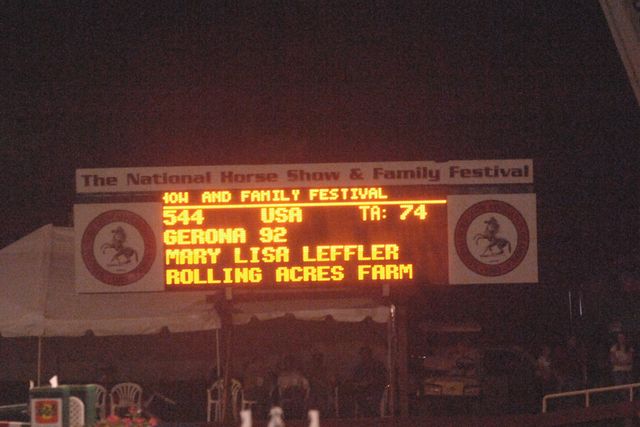 The National Horse Show & Family Festival
HOW AND FAMILY FESTIVAL
544 USA TA: 74
GERONA 92
MARY LISA LEFFLER
ROLLING ACRES FARM